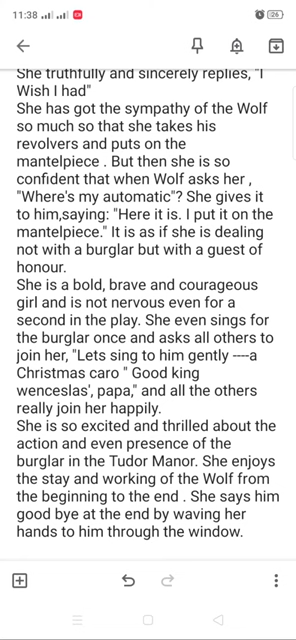 11:38
26
She truthfully and sincerely replies, "I
Wish I had"
She has got the sympathy of the Wolf
so much so that she takes his
revolvers and puts on the
mantelpiece . But then she is so
confident that when Wolf asks her ,
"Where's my automatic"? She gives it
to him,saying: "Here it is. I put it on the
mantelpiece." It is as if she is dealing
not with a burglar but with a guest of
honour.
She is a bold, brave and courageous
girl and is not nervous even for a
second in the play. She even sings for
the burglar once and asks all others to
join her, "Lets sing to him gently ----a
Christmas caro " Good king
wenceslas', papa," and all the others
really join her happily.
She is so excited and thrilled about the
action and even presence of the
burglar in the Tudor Manor. She enjoys
the stay and working of the Wolf from
the beginning to the end . She says him
good bye at the end by waving her
hands to him through the window.